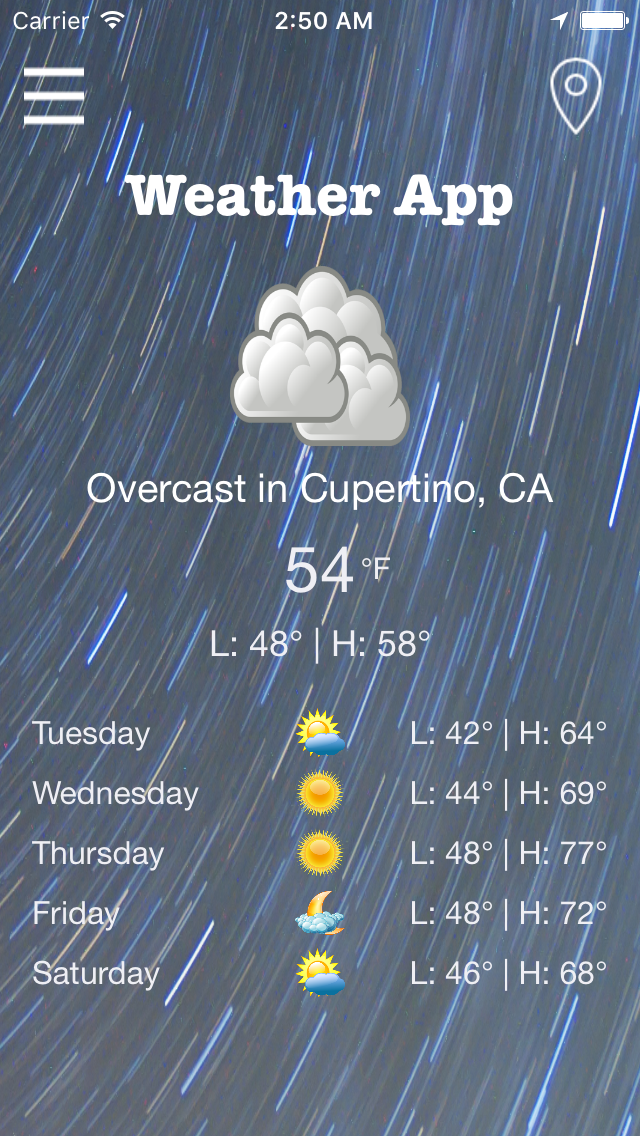 Carrier 2:50 AM
Weather App
Overcast in Cupertino, CA
54 °F
L: 48° | H: 58°
Tuesday L: 42° | H: 64°
Wednesday L: 44° | H: 69°
Thursday L: 48° | H: 77°
Friday L: 48° | H: 72°
Saturday L: 46° | H: 68°